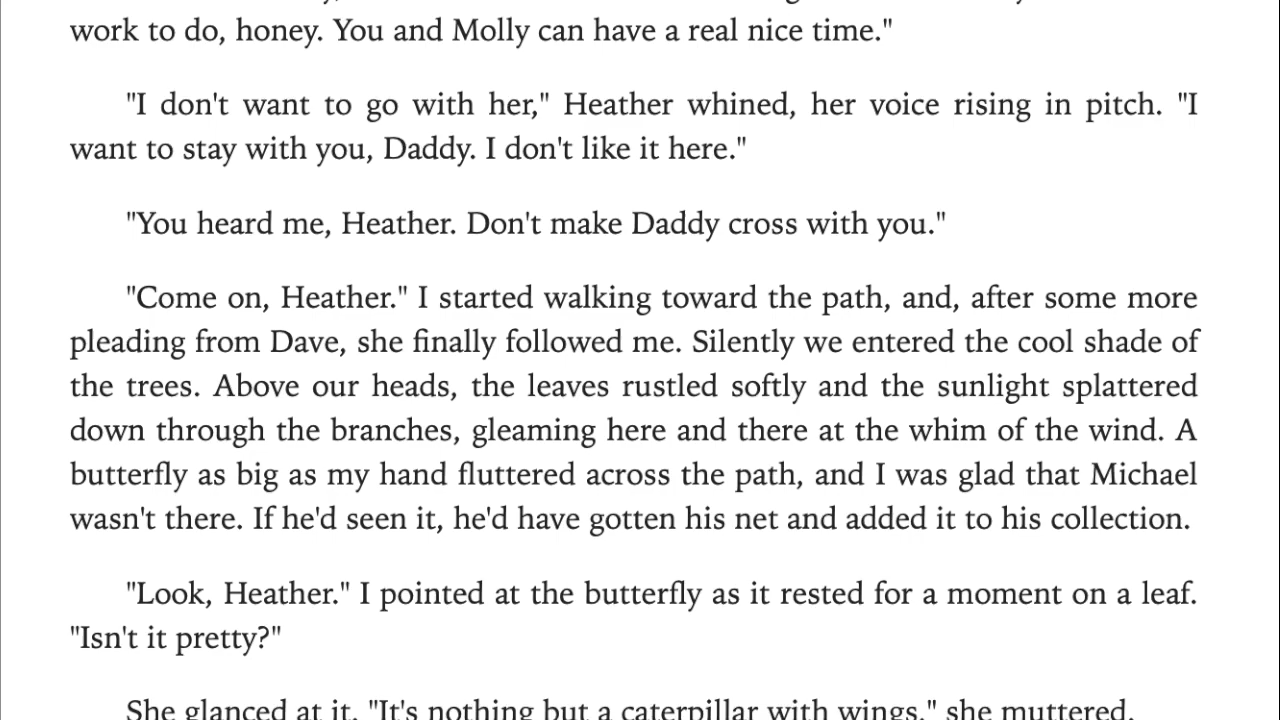 work to do, honey. You and Molly can have a real nice time."
"I don't want to go with her," Heather whined, her voice rising in pitch. "I
want to stay with you, Daddy. I don't like it here."
"You heard me, Heather. Don't make Daddy cross with you."
"Come on, Heather." I started walking toward the path, and, after some more
pleading from Dave, she finally followed me. Silently we entered the cool shade of
the trees. Above our heads, the leaves rustled softly and the sunlight splattered
down through the branches, gleaming here and there at the whim of the wind. A
butterfly as big as my hand fluttered across the path, and I was glad that Michael
wasn't there. If he'd seen it, he'd have gotten his net and added it to his collection.
"Look, Heather." I pointed at the butterfly as it rested for a moment on a leaf.
"Isn't it pretty?"
She glanced at it. "It's nothing but a caterpillar with wings," she muttered.